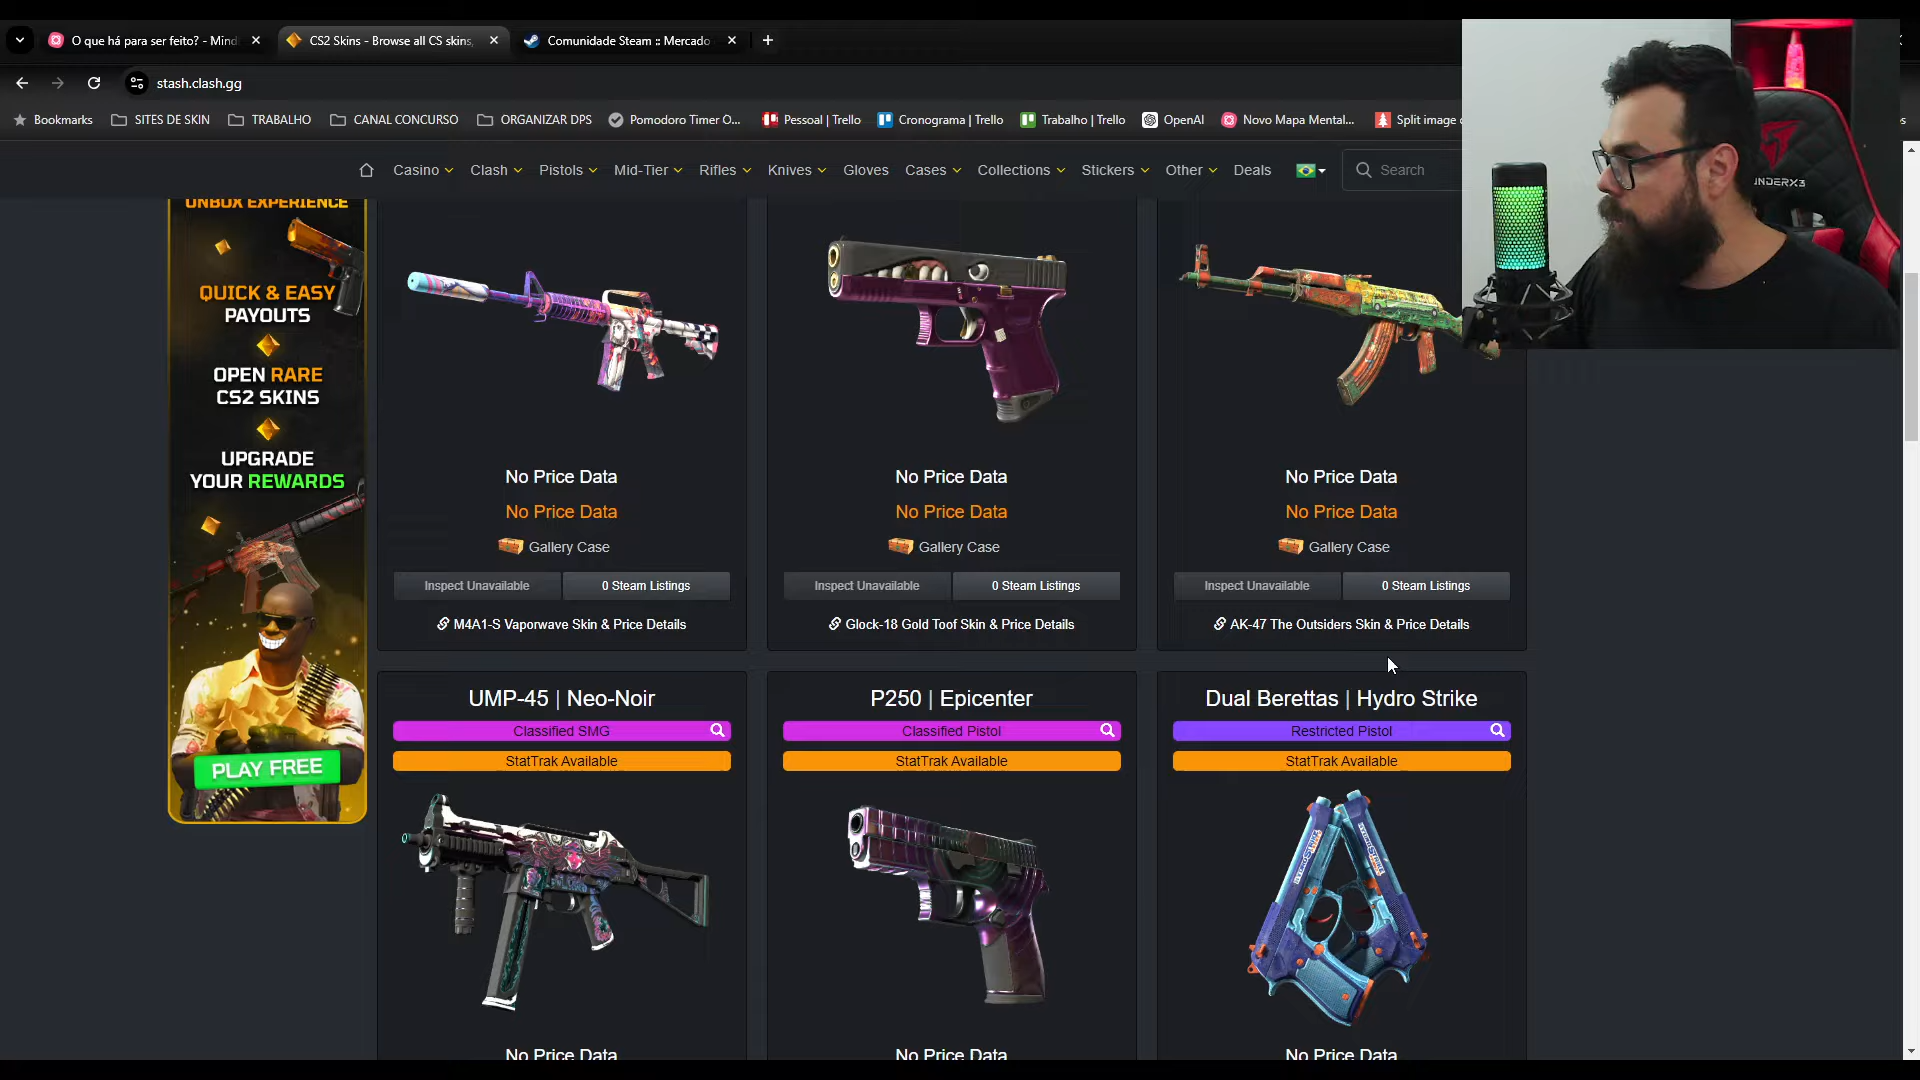 O que há para ser feito? - Mind
CS2 Skins - Browse all CS skins,
Comunidade Steam :: Mercado
stash.clash.gg
Bookmarks
SITES DE SKIN
TRABALHO
CANAL CONCURSO
ORGANIZAR DPS
Pomodoro Timer O...
Pessoal | Trello
Cronograma | Trello
Trabalho | Trello
OpenAI
Novo Mapa Mental...
Split image
Casino
Clash
Pistols
Mid-Tier
Rifles
Knives
Gloves
Cases
Collections
Stickers
Other
Deals
Search
UNBOX EXPERIENCE
QUICK & EASY
PAYOUTS
OPEN RARE
CS2 SKINS
UPGRADE
YOUR REWARDS
PLAY FREE
No Price Data
No Price Data
Gallery Case
Inspect Unavailable
0 Steam Listings
M4A1-S Vaporwave Skin & Price Details
No Price Data
No Price Data
Gallery Case
Inspect Unavailable
0 Steam Listings
Glock-18 Gold Toof Skin & Price Details
No Price Data
No Price Data
Gallery Case
Inspect Unavailable
0 Steam Listings
AK-47 The Outsiders Skin & Price Details
UMP-45 | Neo-Noir
Classified SMG
StatTrak Available
No Price Data
P250 | Epicenter
Classified Pistol
StatTrak Available
No Price Data
Dual Berettas | Hydro Strike
Restricted Pistol
StatTrak Available
No Price Data